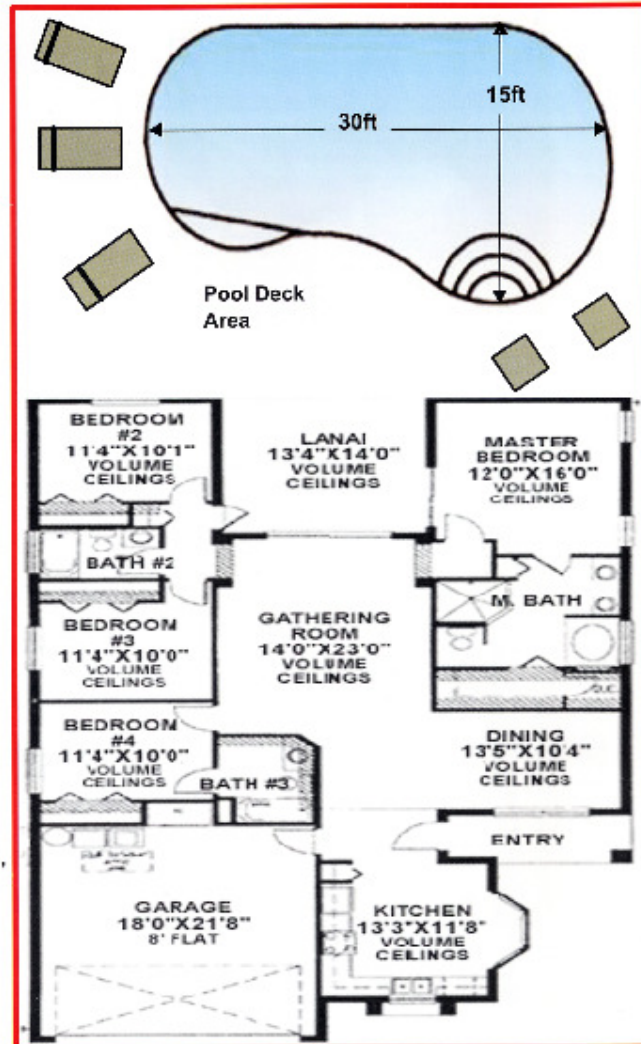 15ft
30ft
Pool Deck
Area
BEDROOM
#2
11'4"X10'1"
VOLUME
CEILINGS
LANAI
13'4"X14'0"
VOLUME
CEILINGS
MASTER
BEDROOM
12'0"X16'0"
VOLUME
CEILINGS
BATH #2
M. BATH
BEDROOM
#3
11'4"X10'0"
VOLUME
CEILINGS
GATHERING
ROOM
14'0"X23'0"
VOLUME
CEILINGS
BEDROOM
#4
11'4"X10'0"
VOLUME
CEILINGS
BATH #3
DINING
13'5"X10'4"
VOLUME
CEILINGS
ENTRY
GARAGE
18'0"X21'8"
8' FLAT
KITCHEN
13'3"X11'8'
VOLUME
CEILINGS